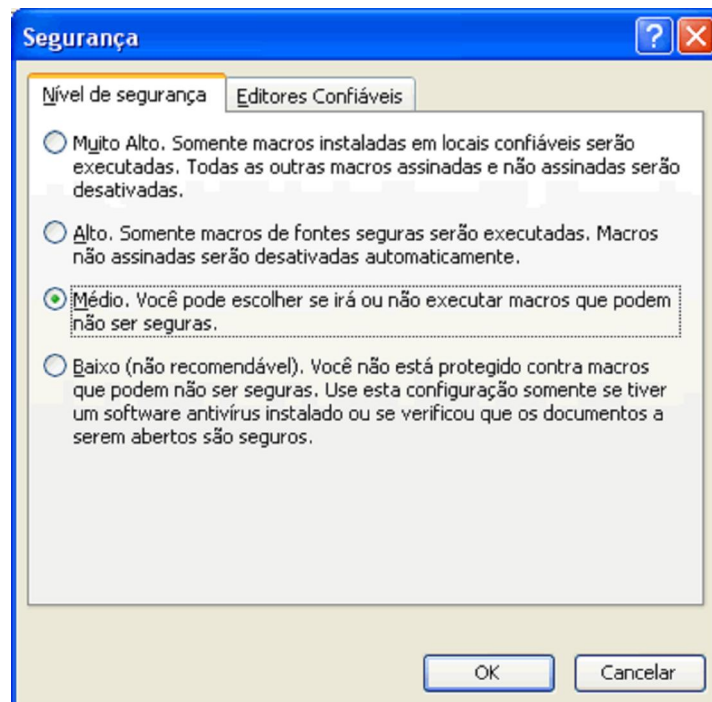 Segurança
Nível de segurança
Editores Confiáveis
Muito Alto. Somente macros instaladas em locais confiáveis serão
executadas. Todas as outras macros assinadas e não assinadas serão
desativadas.
Alto. Somente macros de fontes seguras serão executadas. Macros
não assinadas serão desativadas automaticamente.
Médio. Você pode escolher se irá ou não executar macros que podem
não ser seguras.
Baixo (não recomendável). Você não está protegido contra macros
que podem não ser seguras. Use esta configuração somente se tiver
um software antivírus instalado ou se verificou que os documentos a
serem abertos são seguros.
OK
Cancelar